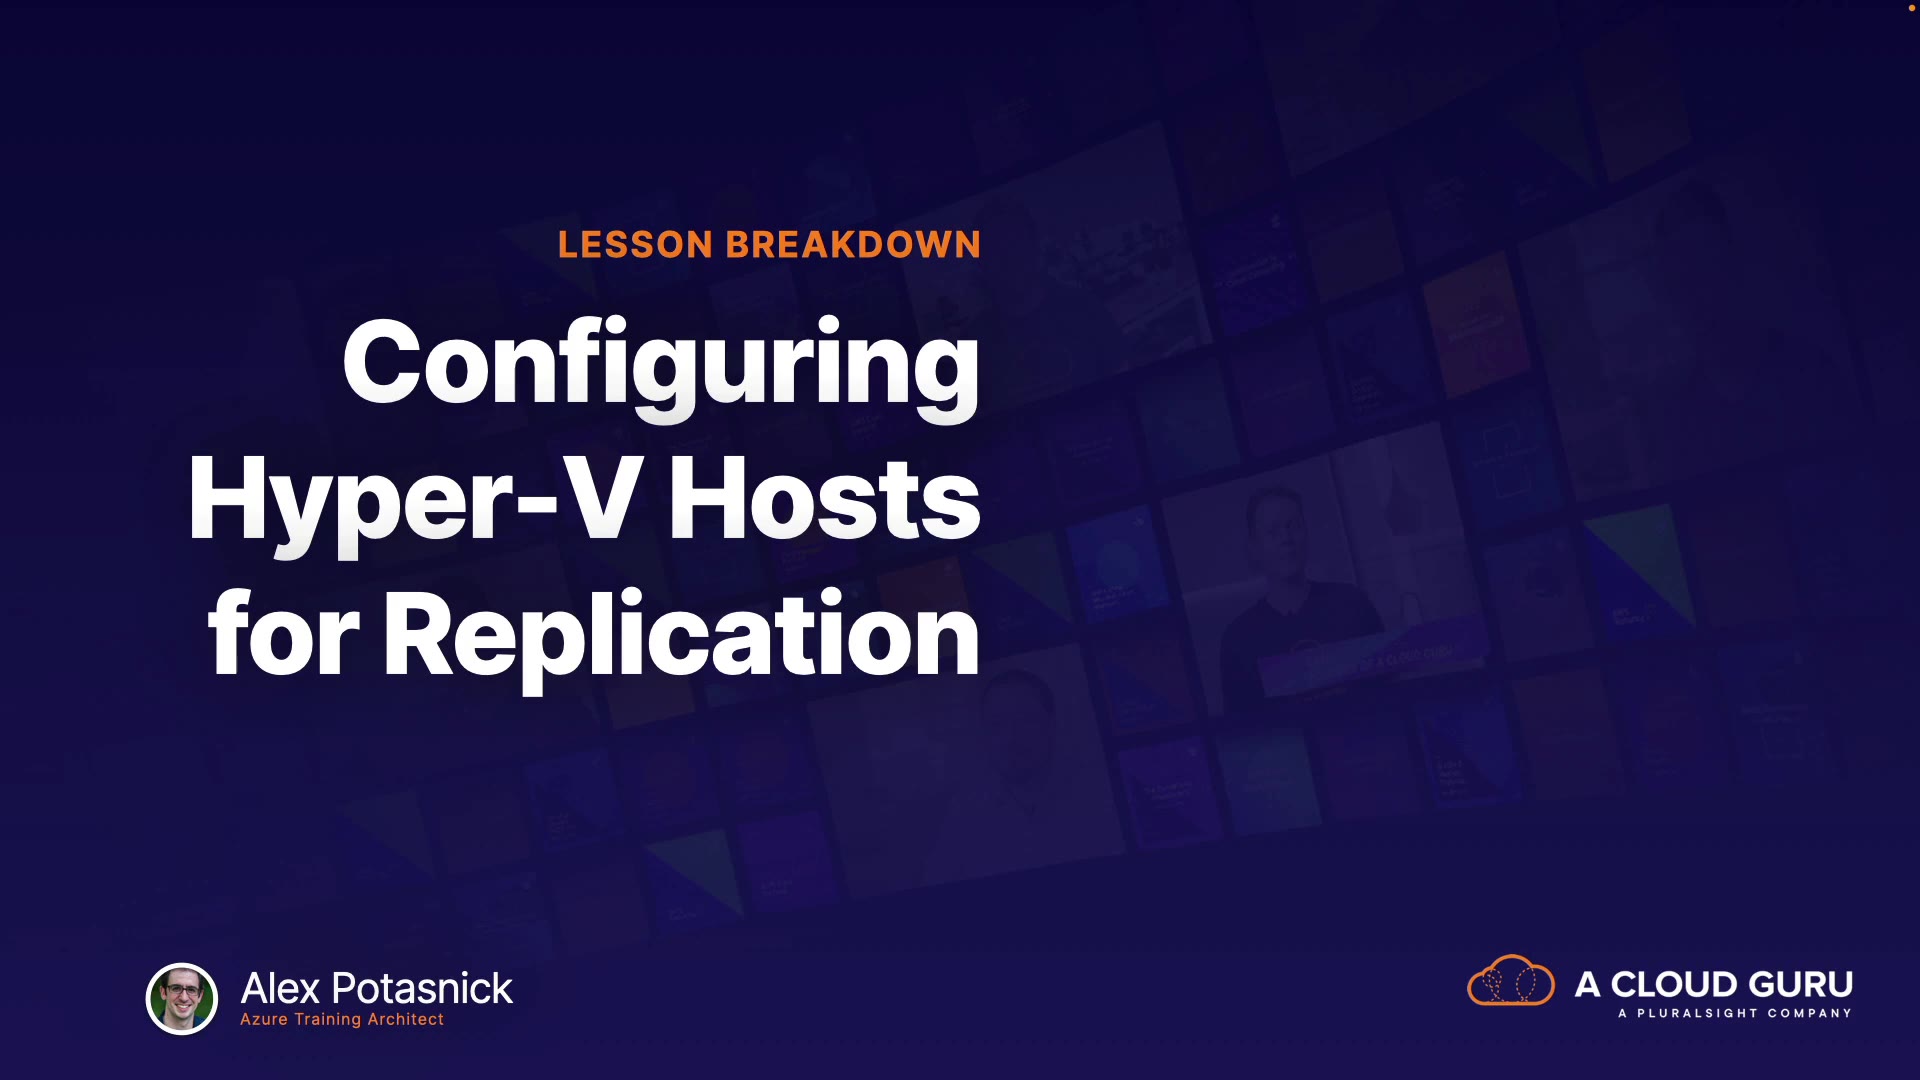 LESSON BREAKDOWN
Configuring
Hyper-V Hosts
for Replication
Alex Potasnick
Azure Training Architect
A CLOUD GURU
A PLURALSIGHT COMPANY